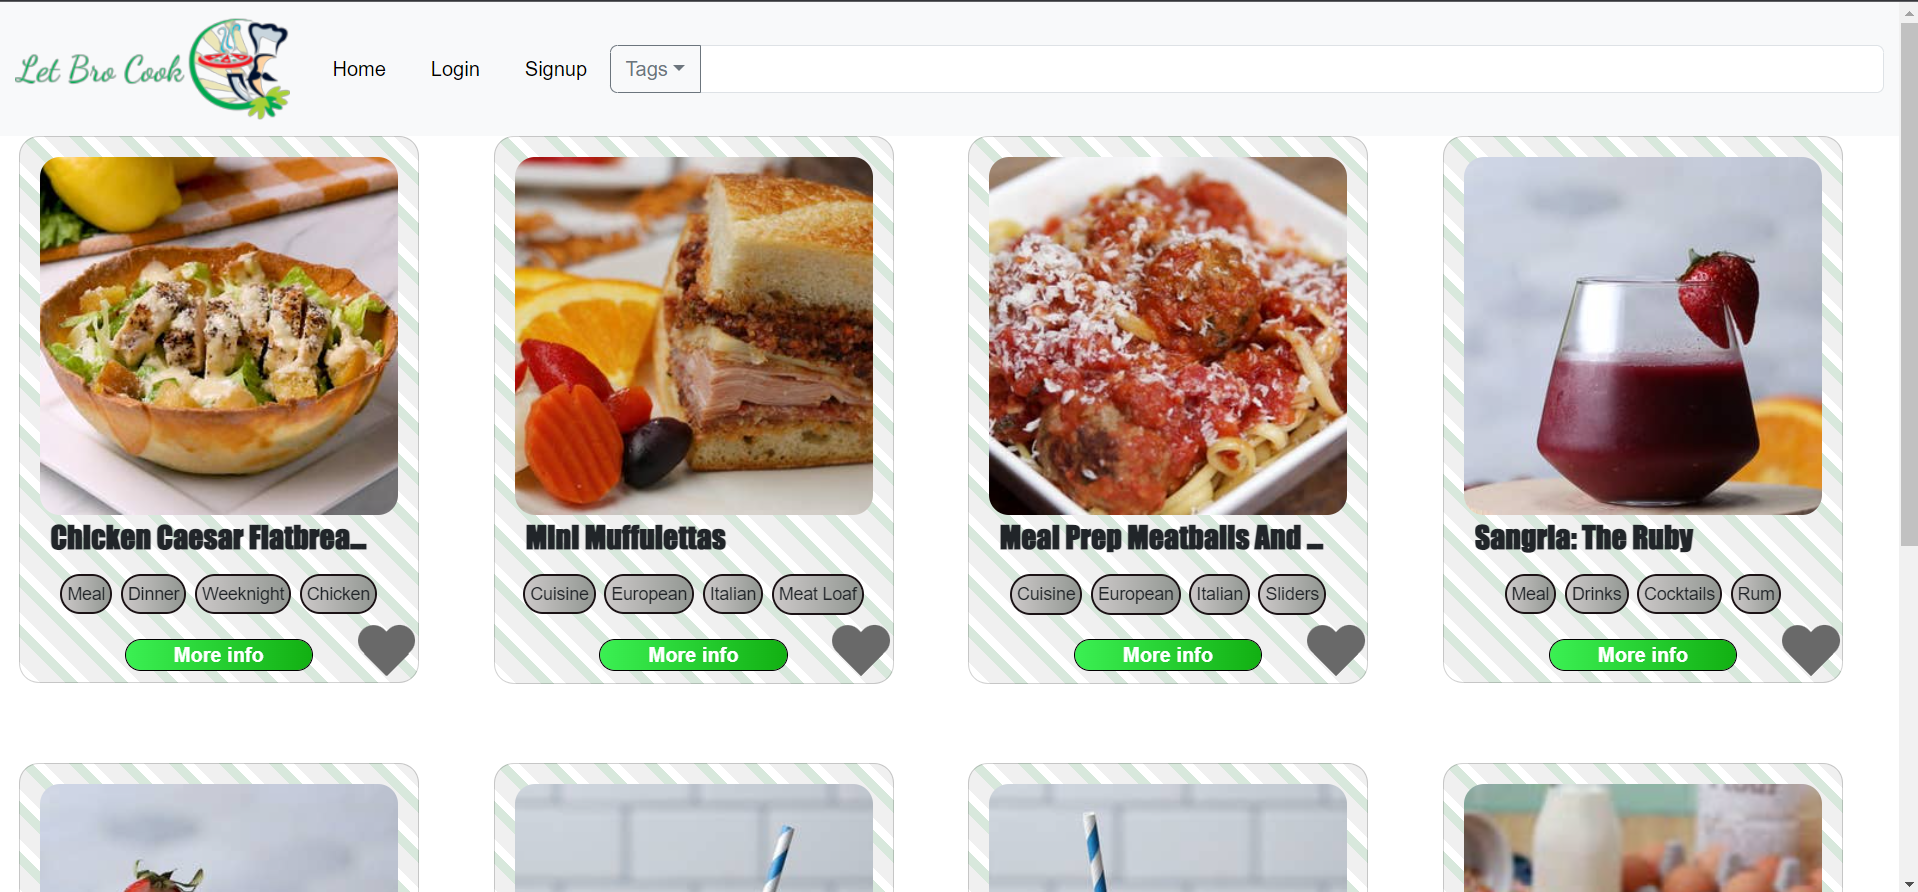 Let Bro Cook
Home Login Signup Tags
Chicken Caesar Flatbrea...
Meal Dinner Weeknight Chicken
More info
Mini Muffulettas
Cuisine European Italian Meat Loaf
More info
Meal Prep Meatballs And ...
Cuisine European Italian Sliders
More info
Sangria: The Ruby
Meal Drinks Cocktails Rum
More info